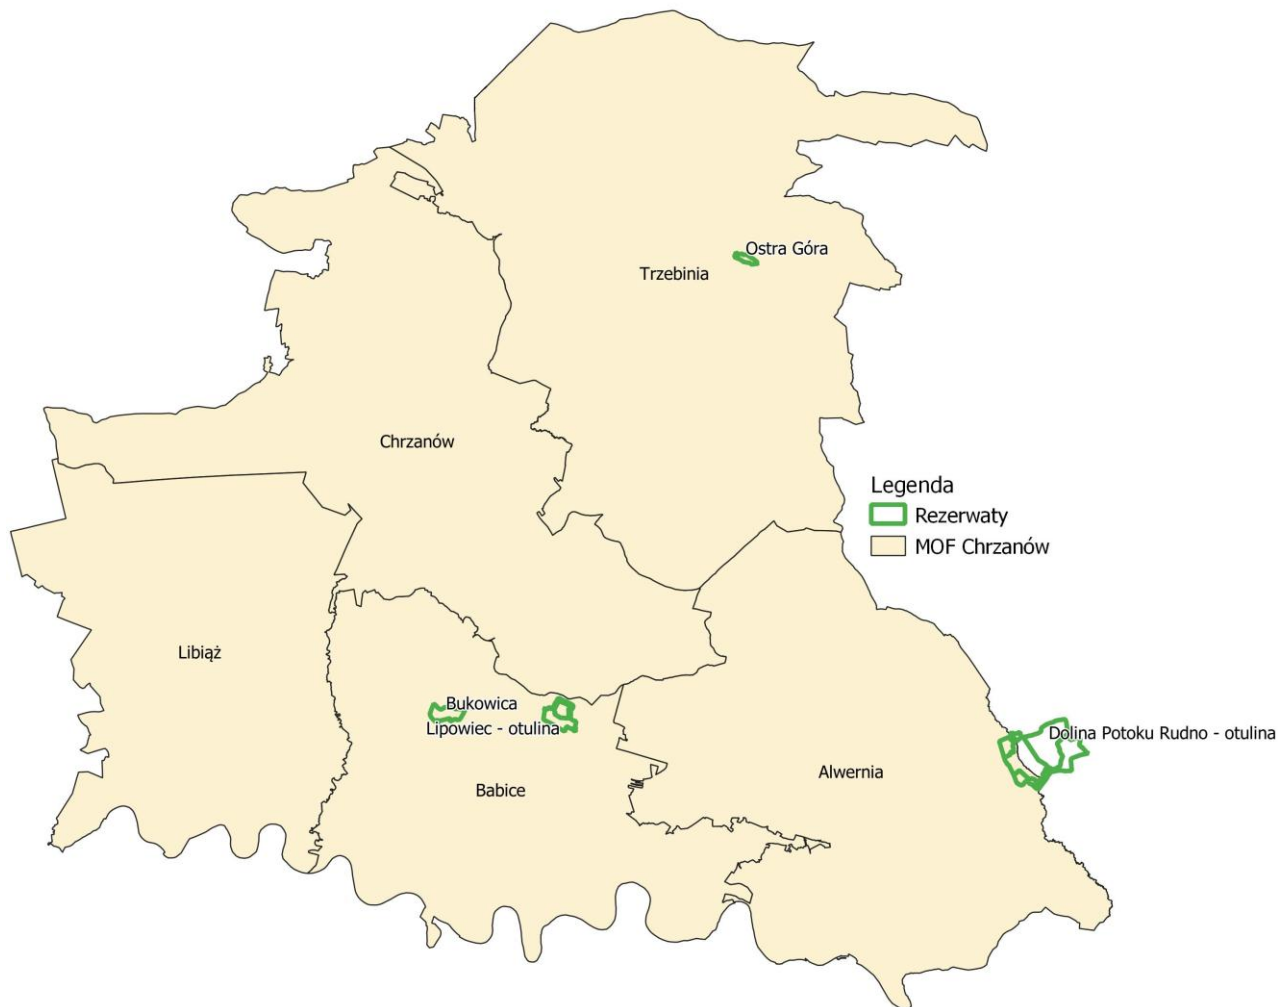 Ostra Góra
Trzebinia
Chrzanów
Legenda
Rezerwaty
MOF Chrzanów
Libiąż
Bukowica
Lipowiec - otulina
Dolina Potoku Rudno - otulina
Alwernia
Babice